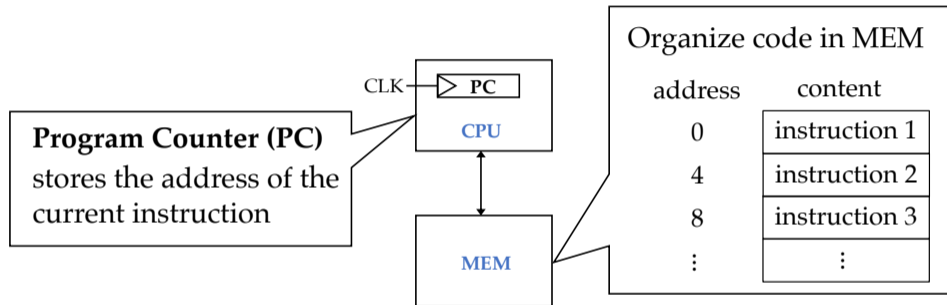 Program Counter (PC)
stores the address of the
current instruction
CLK
PC
CPU
MEM
Organize code in MEM
address content
0 instruction 1
4 instruction 2
8 instruction 3
⋮ ⋮